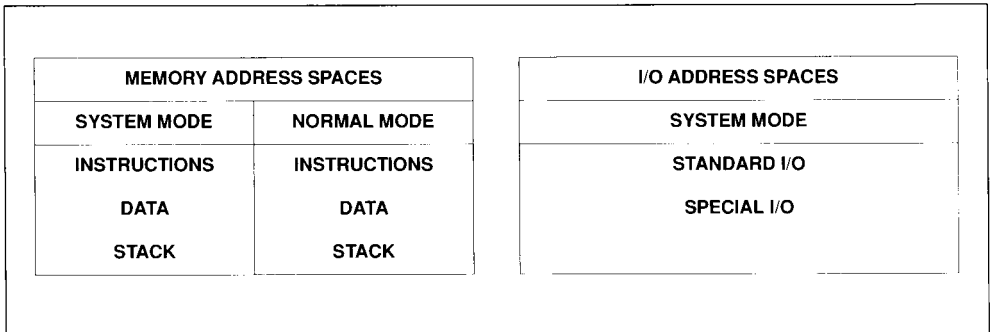 MEMORY ADDRESS SPACES
SYSTEM MODE
NORMAL MODE
INSTRUCTIONS
DATA
STACK
INSTRUCTIONS
DATA
STACK
I/O ADDRESS SPACES
SYSTEM MODE
STANDARD I/O
SPECIAL I/O